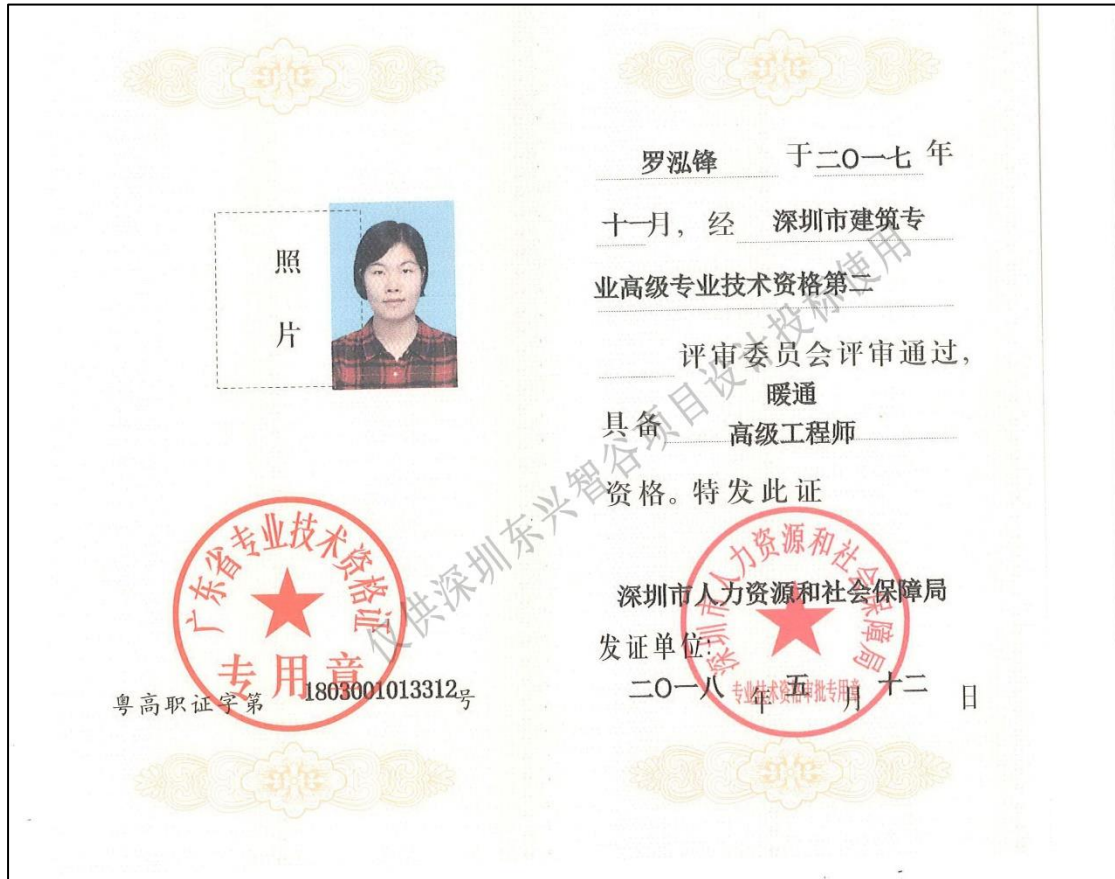 照
片
广东省专业技术资格证
专用章
粤高职证字第 1803001013312号
罗泓锋 于二O一七 年
十一月，经 深圳市建筑专
业高级专业技术资格第二
评审委员会评审通过，
暖通
具备 高级工程师
资格。特发此证
深圳市人力资源和社会保障局
深圳市人力资源和社会保障局
发证单位：
专业技术资格审批专用章
二O一八 年 五 月 十二 日
仅供深圳东兴智谷项目设计投标使用